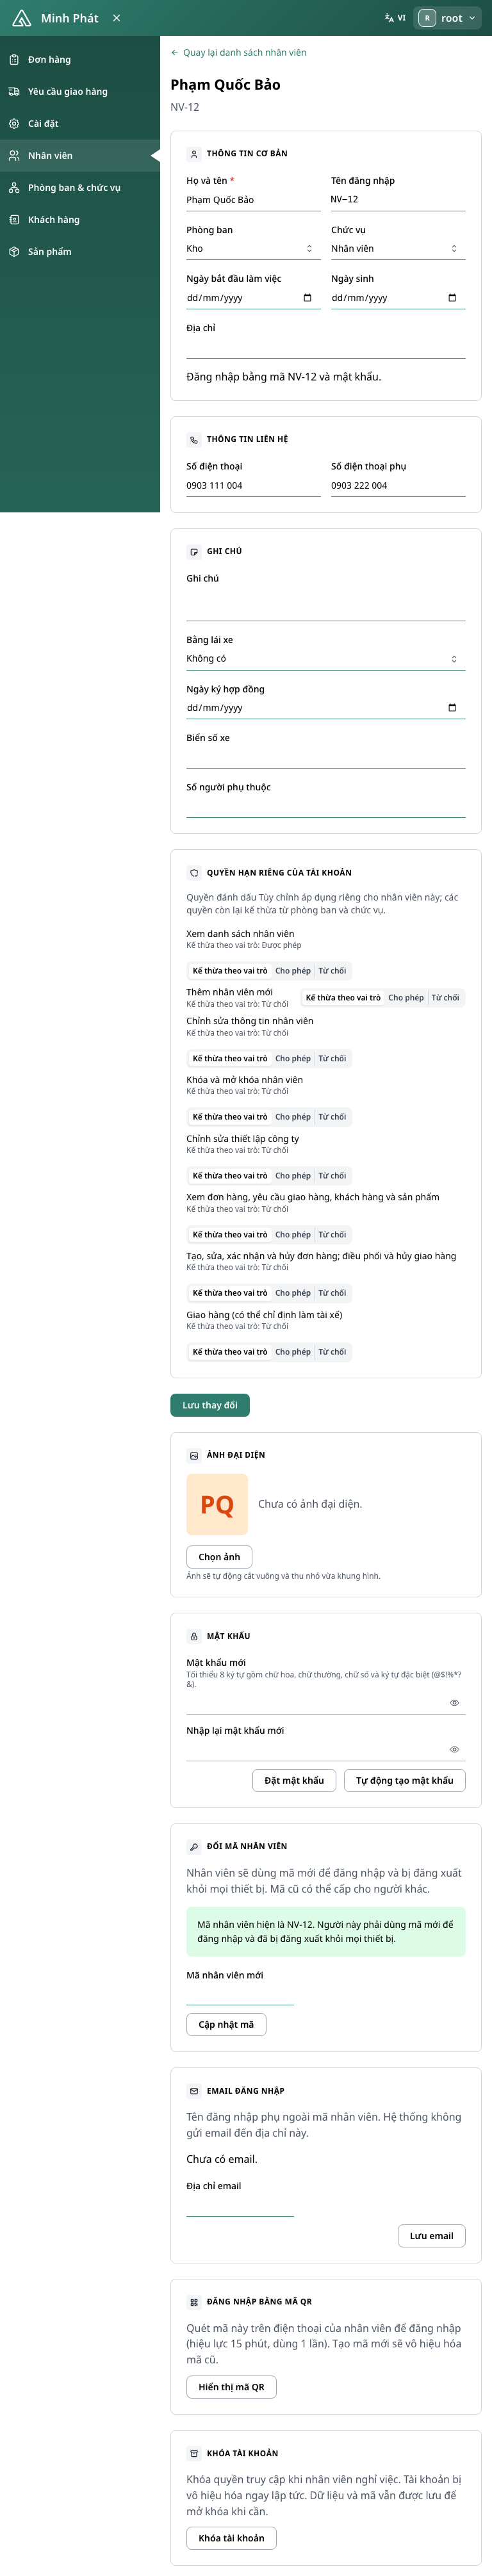 Minh Phát
VI
R
root
Đơn hàng
Yêu cầu giao hàng
Cài đặt
Nhân viên
Phòng ban & chức vụ
Khách hàng
Sản phẩm
Quay lại danh sách nhân viên
Phạm Quốc Bảo
NV-12
THÔNG TIN CƠ BẢN
Họ và tên *
Tên đăng nhập
Phạm Quốc Bảo
NV-12
Phòng ban
Chức vụ
Kho
Nhân viên
Ngày bắt đầu làm việc
Ngày sinh
dd/mm/yyyy
dd/mm/yyyy
Địa chỉ
Đăng nhập bằng mã NV-12 và mật khẩu.
THÔNG TIN LIÊN HỆ
Số điện thoại
Số điện thoại phụ
0903 111 004
0903 222 004
GHI CHÚ
Ghi chú
Bằng lái xe
Không có
Ngày ký hợp đồng
dd/mm/yyyy
Biển số xe
Số người phụ thuộc
QUYỀN HẠN RIÊNG CỦA TÀI KHOẢN
Quyền đánh dấu Tùy chỉnh áp dụng riêng cho nhân viên này; các
quyền còn lại kế thừa từ phòng ban và chức vụ.
Xem danh sách nhân viên
Kế thừa theo vai trò: Được phép
Kế thừa theo vai trò Cho phép Từ chối
Thêm nhân viên mới
Kế thừa theo vai trò: Từ chối
Kế thừa theo vai trò Cho phép Từ chối
Chỉnh sửa thông tin nhân viên
Kế thừa theo vai trò: Từ chối
Kế thừa theo vai trò Cho phép Từ chối
Khóa và mở khóa nhân viên
Kế thừa theo vai trò: Từ chối
Kế thừa theo vai trò Cho phép Từ chối
Chỉnh sửa thiết lập công ty
Kế thừa theo vai trò: Từ chối
Kế thừa theo vai trò Cho phép Từ chối
Xem đơn hàng, yêu cầu giao hàng, khách hàng và sản phẩm
Kế thừa theo vai trò: Từ chối
Kế thừa theo vai trò Cho phép Từ chối
Tạo, sửa, xác nhận và hủy đơn hàng; điều phối và hủy giao hàng
Kế thừa theo vai trò: Từ chối
Kế thừa theo vai trò Cho phép Từ chối
Giao hàng (có thể chỉ định làm tài xế)
Kế thừa theo vai trò: Từ chối
Kế thừa theo vai trò Cho phép Từ chối
Lưu thay đổi
ẢNH ĐẠI DIỆN
PQ
Chưa có ảnh đại diện.
Chọn ảnh
Ảnh sẽ tự động cắt vuông và thu nhỏ vừa khung hình.
MẬT KHẨU
Mật khẩu mới
Tối thiểu 8 ký tự gồm chữ hoa, chữ thường, chữ số và ký tự đặc biệt (@$!%*?
&).
Nhập lại mật khẩu mới
Đặt mật khẩu
Tự động tạo mật khẩu
ĐỔI MÃ NHÂN VIÊN
Nhân viên sẽ dùng mã mới để đăng nhập và bị đăng xuất
khỏi mọi thiết bị. Mã cũ có thể cấp cho người khác.
Mã nhân viên hiện là NV-12. Người này phải dùng mã mới để
đăng nhập và đã bị đăng xuất khỏi mọi thiết bị.
Mã nhân viên mới
Cập nhật mã
EMAIL ĐĂNG NHẬP
Tên đăng nhập phụ ngoài mã nhân viên. Hệ thống không
gửi email đến địa chỉ này.
Chưa có email.
Địa chỉ email
Lưu email
ĐĂNG NHẬP BẰNG MÃ QR
Quét mã này trên điện thoại của nhân viên để đăng nhập
(hiệu lực 15 phút, dùng 1 lần). Tạo mã mới sẽ vô hiệu hóa
mã cũ.
Hiển thị mã QR
KHÓA TÀI KHOẢN
Khóa quyền truy cập khi nhân viên nghỉ việc. Tài khoản bị
vô hiệu hóa ngay lập tức. Dữ liệu và mã vẫn được lưu để
mở khóa khi cần.
Khóa tài khoản